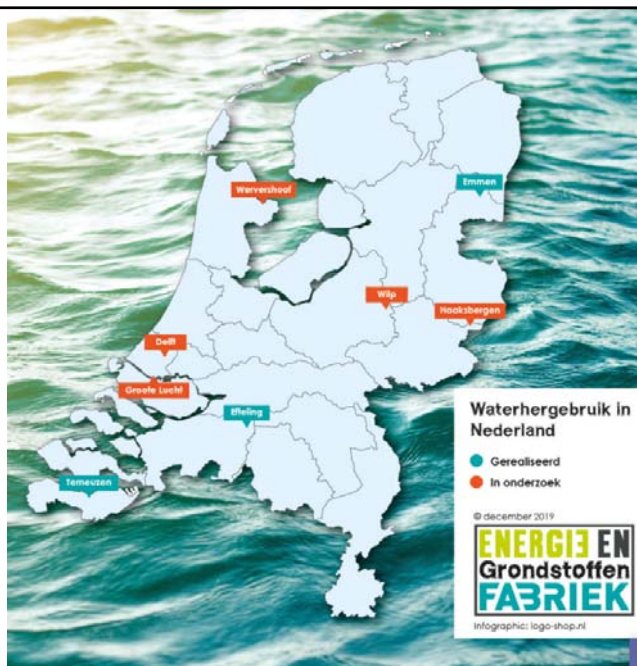 Wervershoof
Emmen
Wilp
Haaksbergen
Delft
Groote Lucht
Efteling
Terneuzen
Waterhergebruik in
Nederland
Gerealiseerd
In onderzoek
© december 2019
ENERGIE EN
Grondstoffen
FABRIEK
infographic: logo-shop.nl